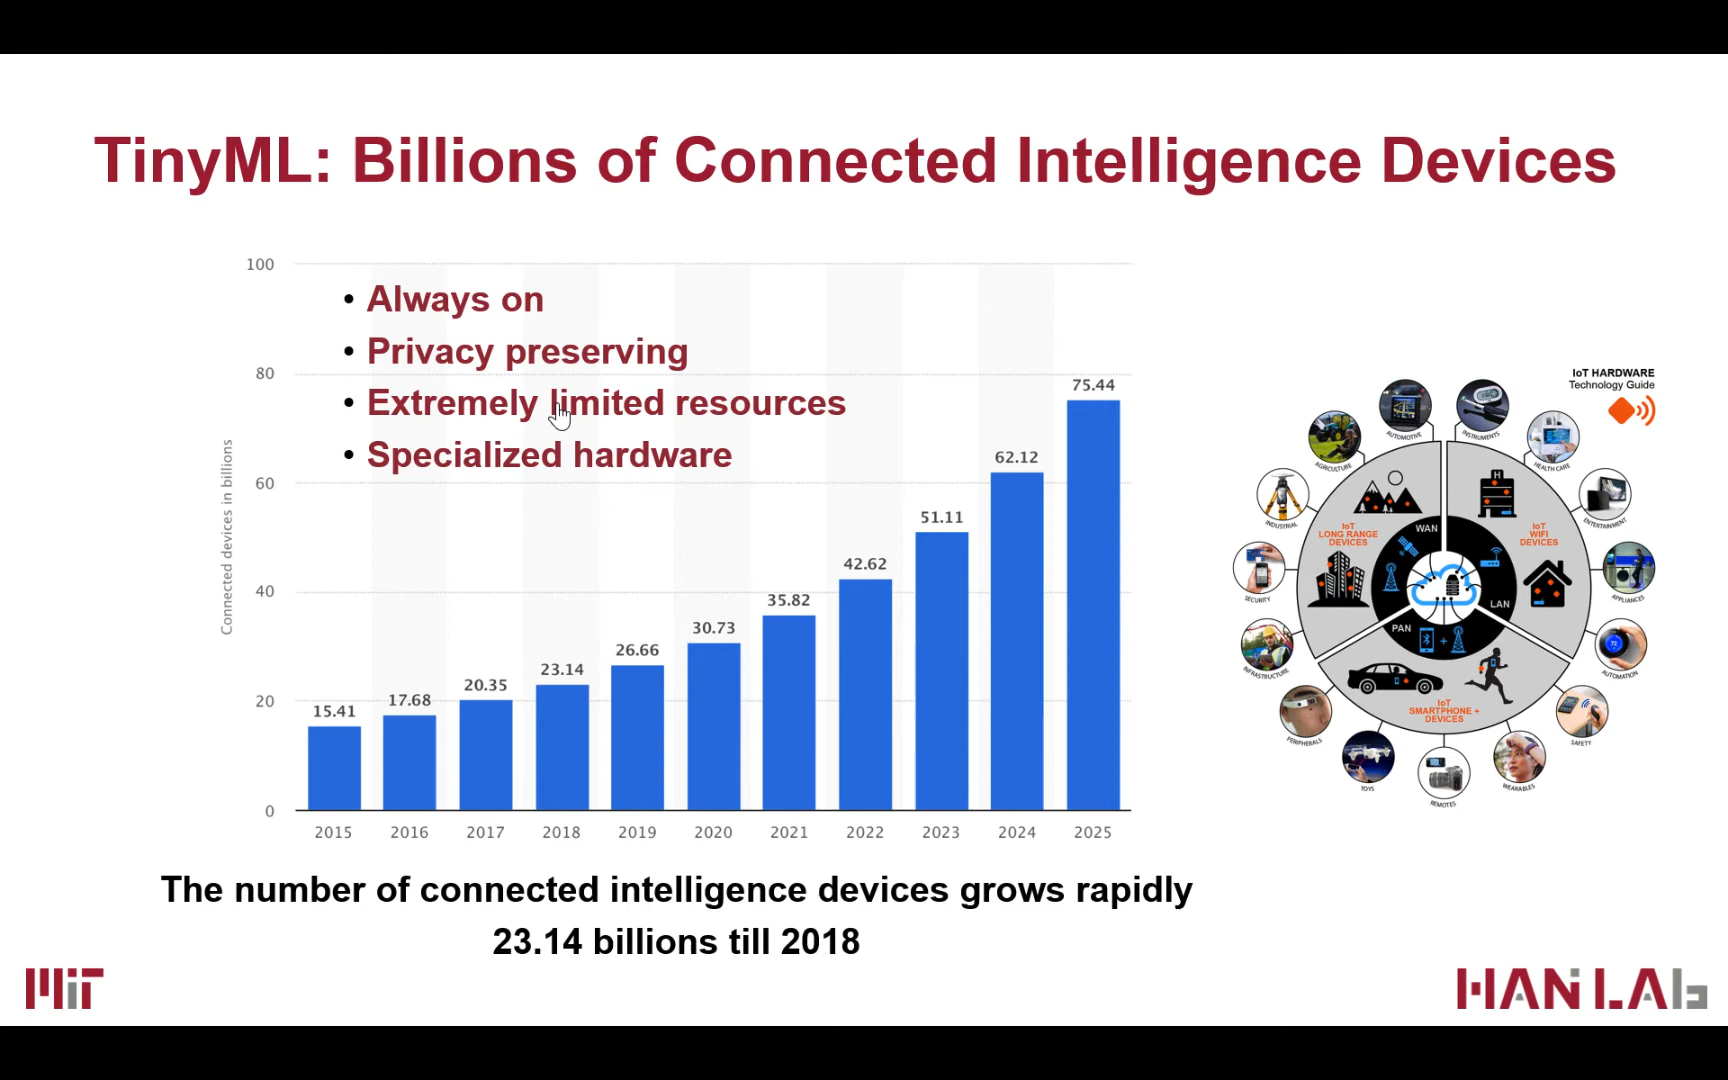 TinyML: Billions of Connected Intelligence Devices
• Always on
• Privacy preserving
• Extremely limited resources
• Specialized hardware
Connected devices in billions
100
80
60
40
20
0
15.41
17.68
20.35
23.14
26.66
30.73
35.82
42.62
51.11
62.12
75.44
2015
2016
2017
2018
2019
2020
2021
2022
2023
2024
2025
IoT HARDWARE
Technology Guide
AUTOMOTIVE
INSTRUMENTS
AGRICULTURE
HEALTH CARE
INDUSTRIAL
ENTERTAINMENT
SECURITY
APPLIANCES
INFRASTRUCTURE
AUTOMATION
PERIPHERALS
SAFETY
TOYS
REMOTES
WEARABLES
IoT
LONG RANGE
DEVICES
IoT
WIFI
DEVICES
IoT
SMARTPHONE +
DEVICES
WAN
LAN
PAN
+
H
72
The number of connected intelligence devices grows rapidly
23.14 billions till 2018
MIT
HAN LAb